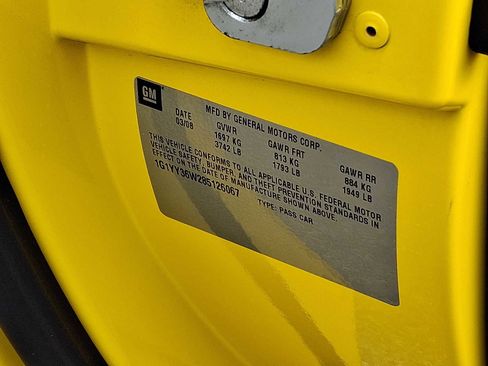 GM
MFD BY GENERAL MOTORS CORP.
DATE GVWR GAWR FRT GAWR RR
03/08 1697 KG 813 KG 884 KG
3742 LB 1793 LB 1949 LB
THIS VEHICLE CONFORMS TO ALL APPLICABLE U.S. FEDERAL MOTOR
VEHICLE SAFETY, BUMPER, AND THEFT PREVENTION STANDARDS IN
EFFECT ON THE DATE OF MANUFACTURE SHOWN ABOVE.
1G1YY36W285126067
TYPE: PASS CAR